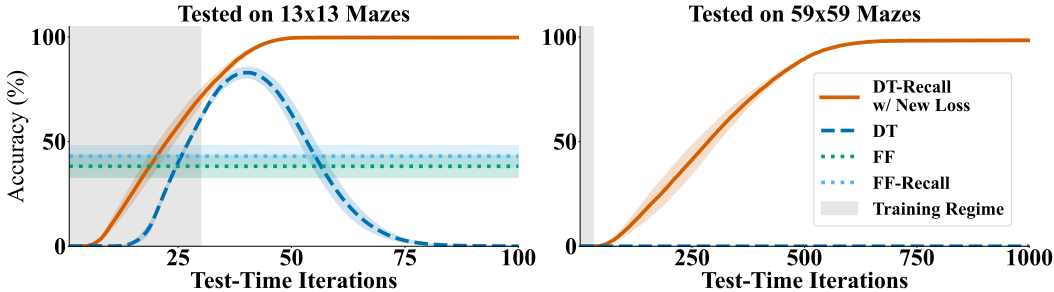 Tested on 13x13 Mazes
Accuracy (%)
100
50
0
25
50
75
100
Test-Time Iterations
Tested on 59x59 Mazes
100
50
0
250
500
750
1000
Test-Time Iterations
DT-Recall
w/ New Loss
DT
FF
FF-Recall
Training Regime